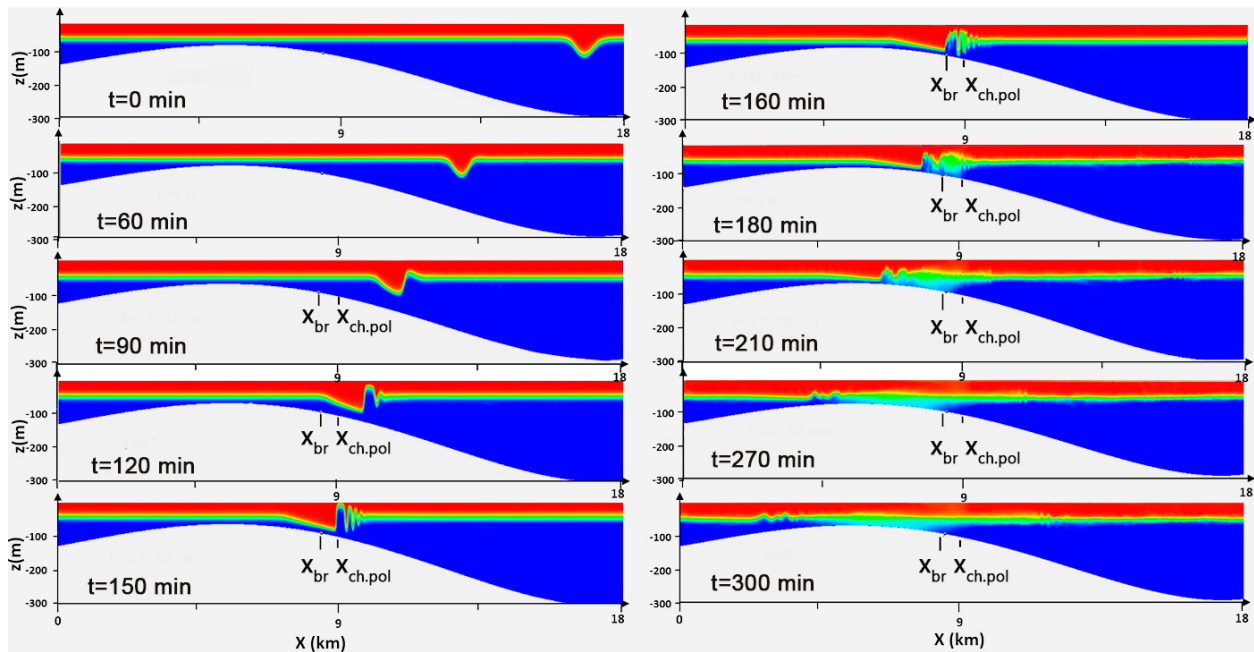 z(m)
-100
-200
-300
t=0 min
9
18
z(m)
-100
-200
-300
t=60 min
9
18
z(m)
-100
-200
-300
X_br X_ch.pol
t=90 min
9
18
z(m)
-100
-200
-300
X_br X_ch.pol
t=120 min
9
18
z(m)
-100
-200
-300
X_br X_ch.pol
t=150 min
0
9
18
X (km)
-100
-200
-300
X_br X_ch.pol
t=160 min
9
18
-100
-200
-300
X_br X_ch.pol
t=180 min
9
18
-100
-200
-300
X_br X_ch.pol
t=210 min
9
18
-100
-200
-300
X_br X_ch.pol
t=270 min
9
18
-100
-200
-300
X_br X_ch.pol
t=300 min
0
9
18
X (km)